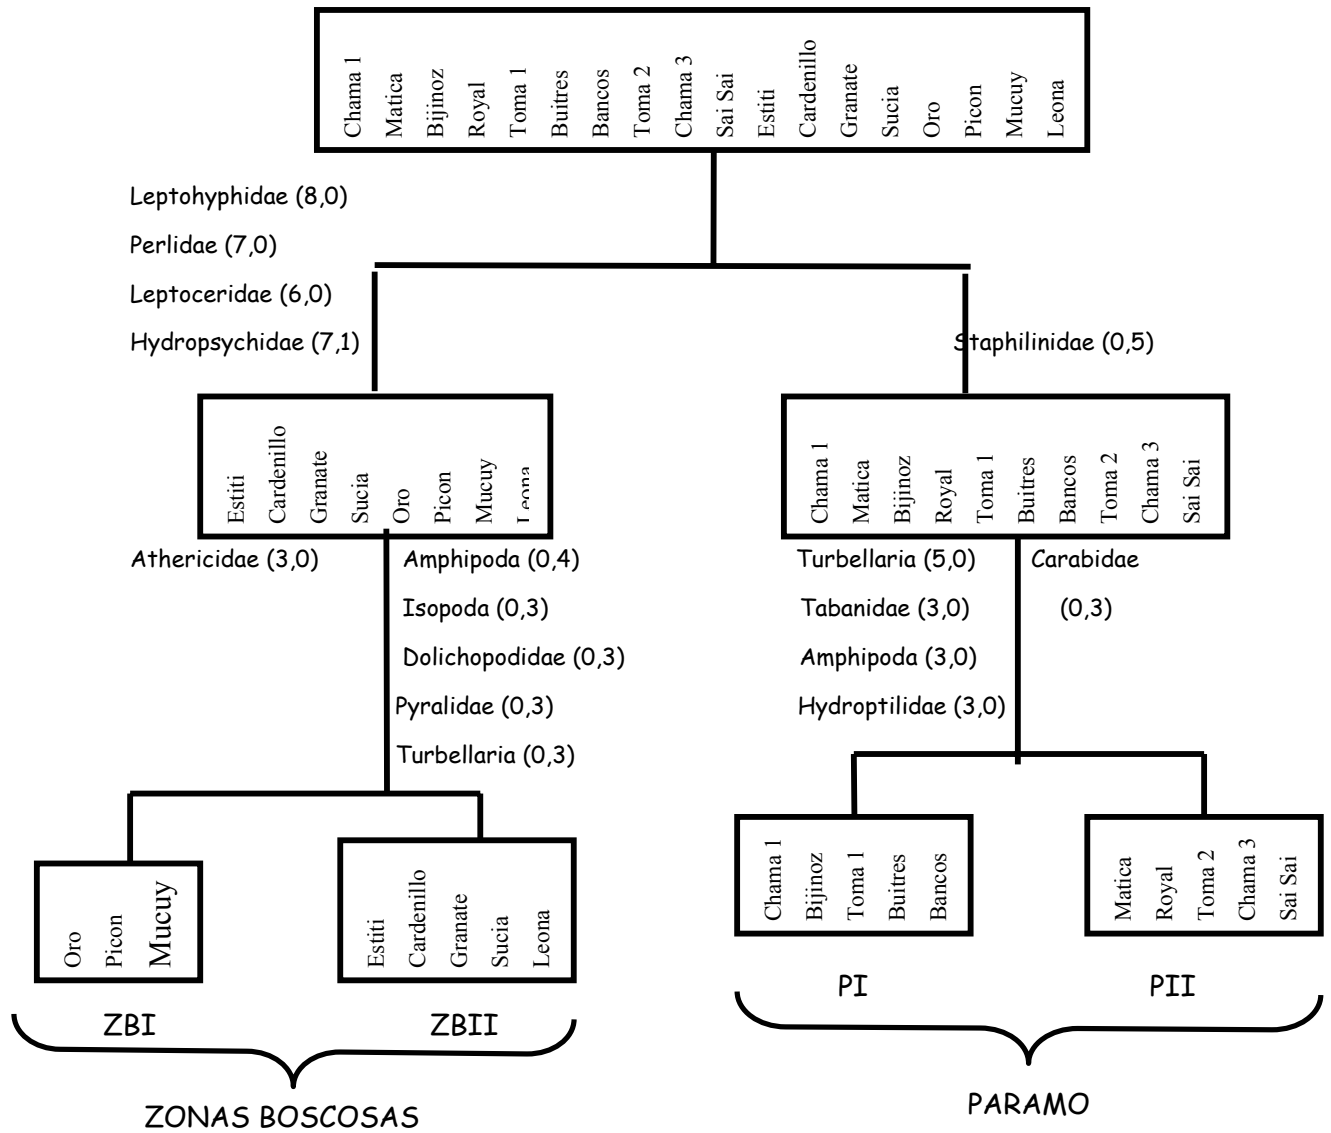 Chama 1
Matica
Bijinoz
Royal
Toma 1
Buitres
Bancos
Toma 2
Chama 3
Sai Sai
Estiti
Cardenillo
Granate
Sucia
Oro
Picon
Mucuy
Leona
Leptohyphidae (8,0)
Perlidae (7,0)
Leptoceridae (6,0)
Hydropsychidae (7,1)
Staphilinidae (0,5)
Estiti
Cardenillo
Granate
Sucia
Oro
Picon
Mucuy
Leona
Chama 1
Matica
Bijinoz
Royal
Toma 1
Buitres
Bancos
Toma 2
Chama 3
Sai Sai
Athericidae (3,0)
Amphipoda (0,4)
Isopoda (0,3)
Dolichopodidae (0,3)
Pyralidae (0,3)
Turbellaria (0,3)
Turbellaria (5,0)
Tabanidae (3,0)
Amphipoda (3,0)
Hydroptilidae (3,0)
Carabidae
(0,3)
Oro
Picon
Mucuy
Estiti
Cardenillo
Granate
Sucia
Leona
Chama 1
Bijinoz
Toma 1
Buitres
Bancos
Matica
Royal
Toma 2
Chama 3
Sai Sai
ZBI
ZBII
PI
PII
ZONAS BOSCOSAS
PARAMO